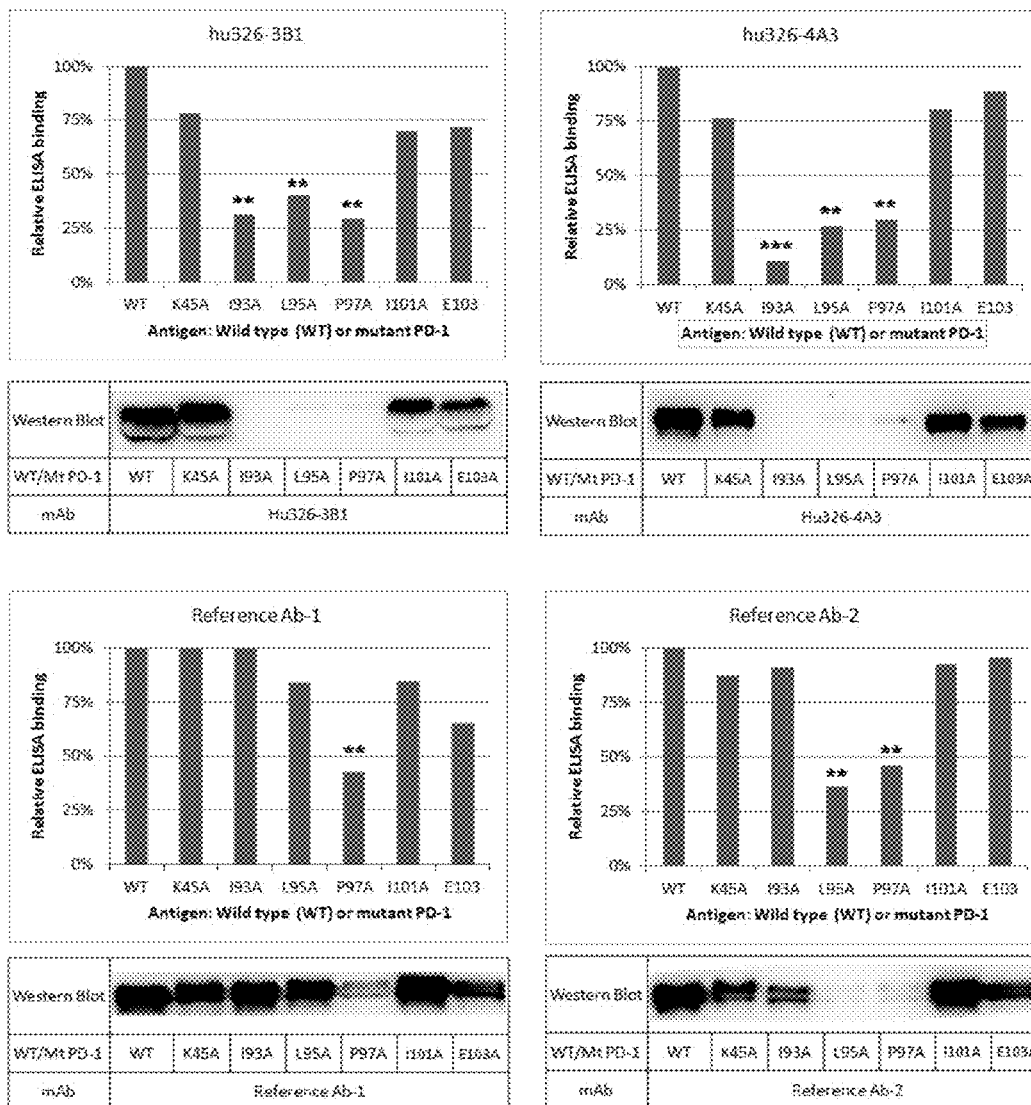 hu326-3B1
Relative ELISA binding
100%
75%
50%
25%
0%
** ** **
WT K45A I93A L95A P97A I101A E103
Antigen: Wild type (WT) or mutant PD-1
Western Blot
WT/Mt PD-1 WT K45A I93A L95A P97A I101A E103A
mAb Hu326-3B1
hu326-4A3
Relative ELISA binding
100%
75%
50%
25%
0%
*** ** **
WT K45A I93A L95A P97A I101A E103
Antigen: Wild type (WT) or mutant PD-1
Western Blot
WT/Mt PD-1 WT K45A I93A L95A P97A I101A E103A
mAb Hu326-4A3
Reference Ab-1
Relative ELISA binding
100%
75%
50%
25%
0%
**
WT K45A I93A L95A P97A I101A E103
Antigen: Wild type (WT) or mutant PD-1
Western Blot
WT/Mt PD-1 WT K45A I93A L95A P97A I101A E103A
mAb Reference Ab-1
Reference Ab-2
Relative ELISA binding
100%
75%
50%
25%
0%
** **
WT K45A I93A L95A P97A I101A E103
Antigen: Wild type (WT) or mutant PD-1
Western Blot
WT/Mt PD-1 WT K45A I93A L95A P97A I101A E103A
mAb Reference Ab-2